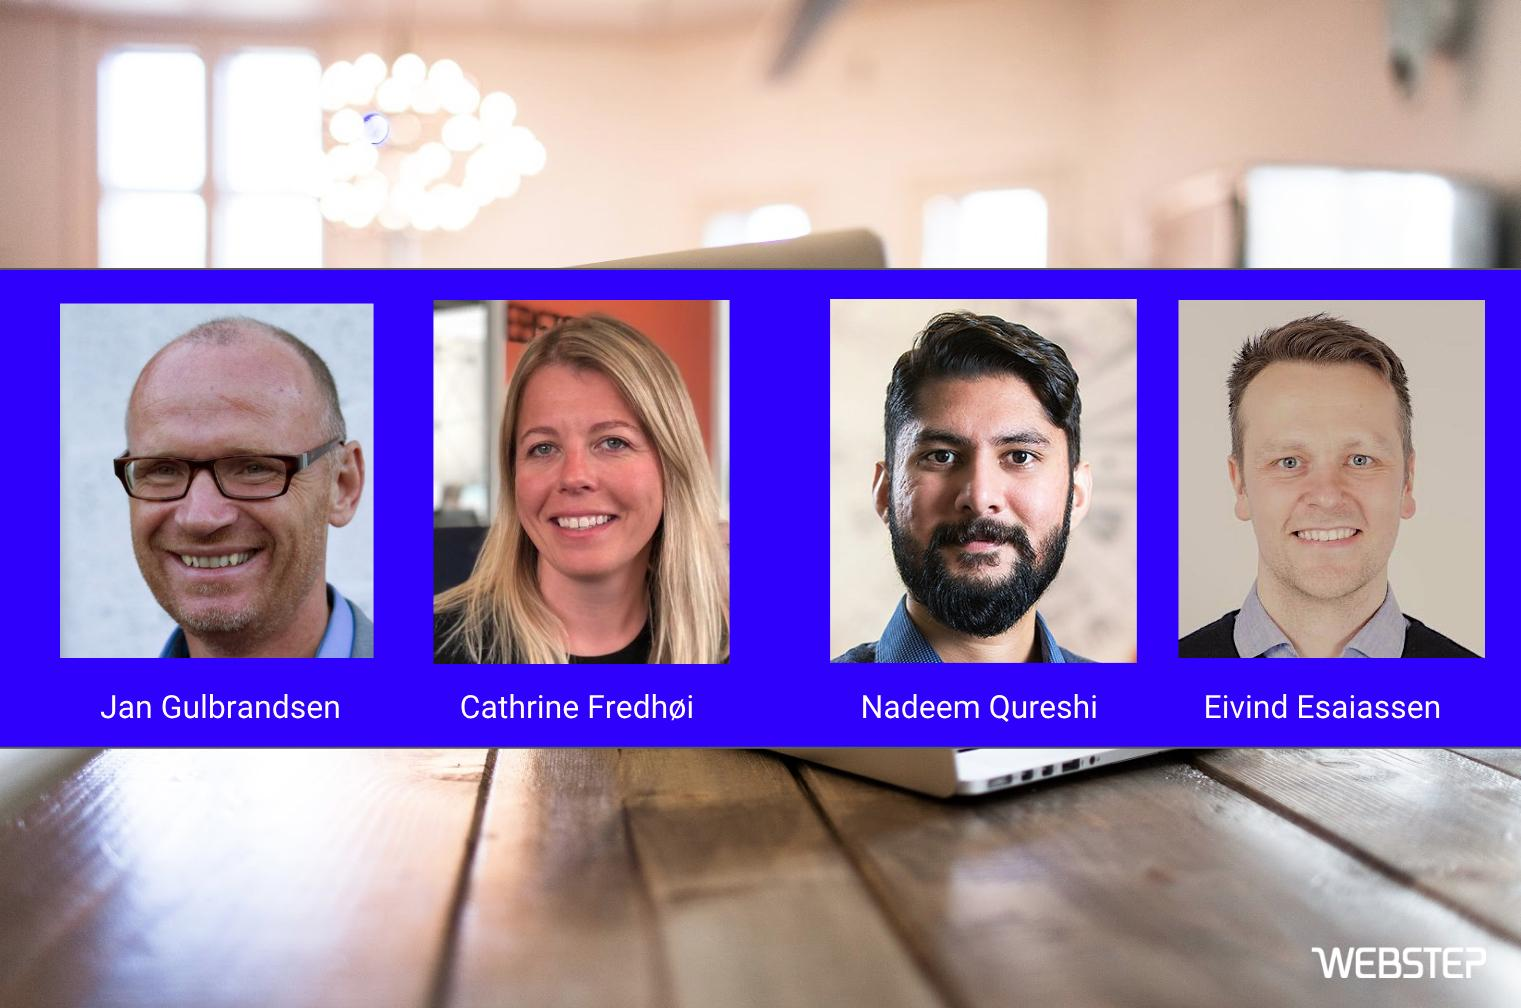 Jan Gulbrandsen
Cathrine Fredhøi
Nadeem Qureshi
Eivind Esaiassen
WEBSTEP